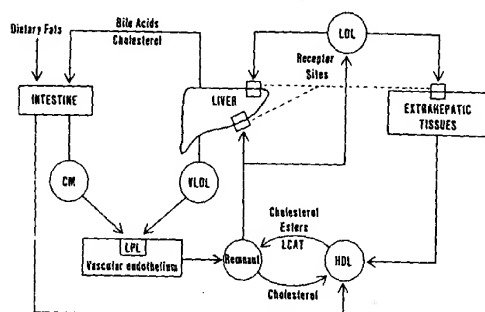 Dietary Fats
Bile Acids
Cholesterol
LDL
Receptor
Sites
INTESTINE
LIVER
EXTRAHEPATIC
TISSUES
CM
VLDL
LPL
Vascular endothelium
Remnant
Cholesterol
Esters
LCAT
HDL
Cholesterol